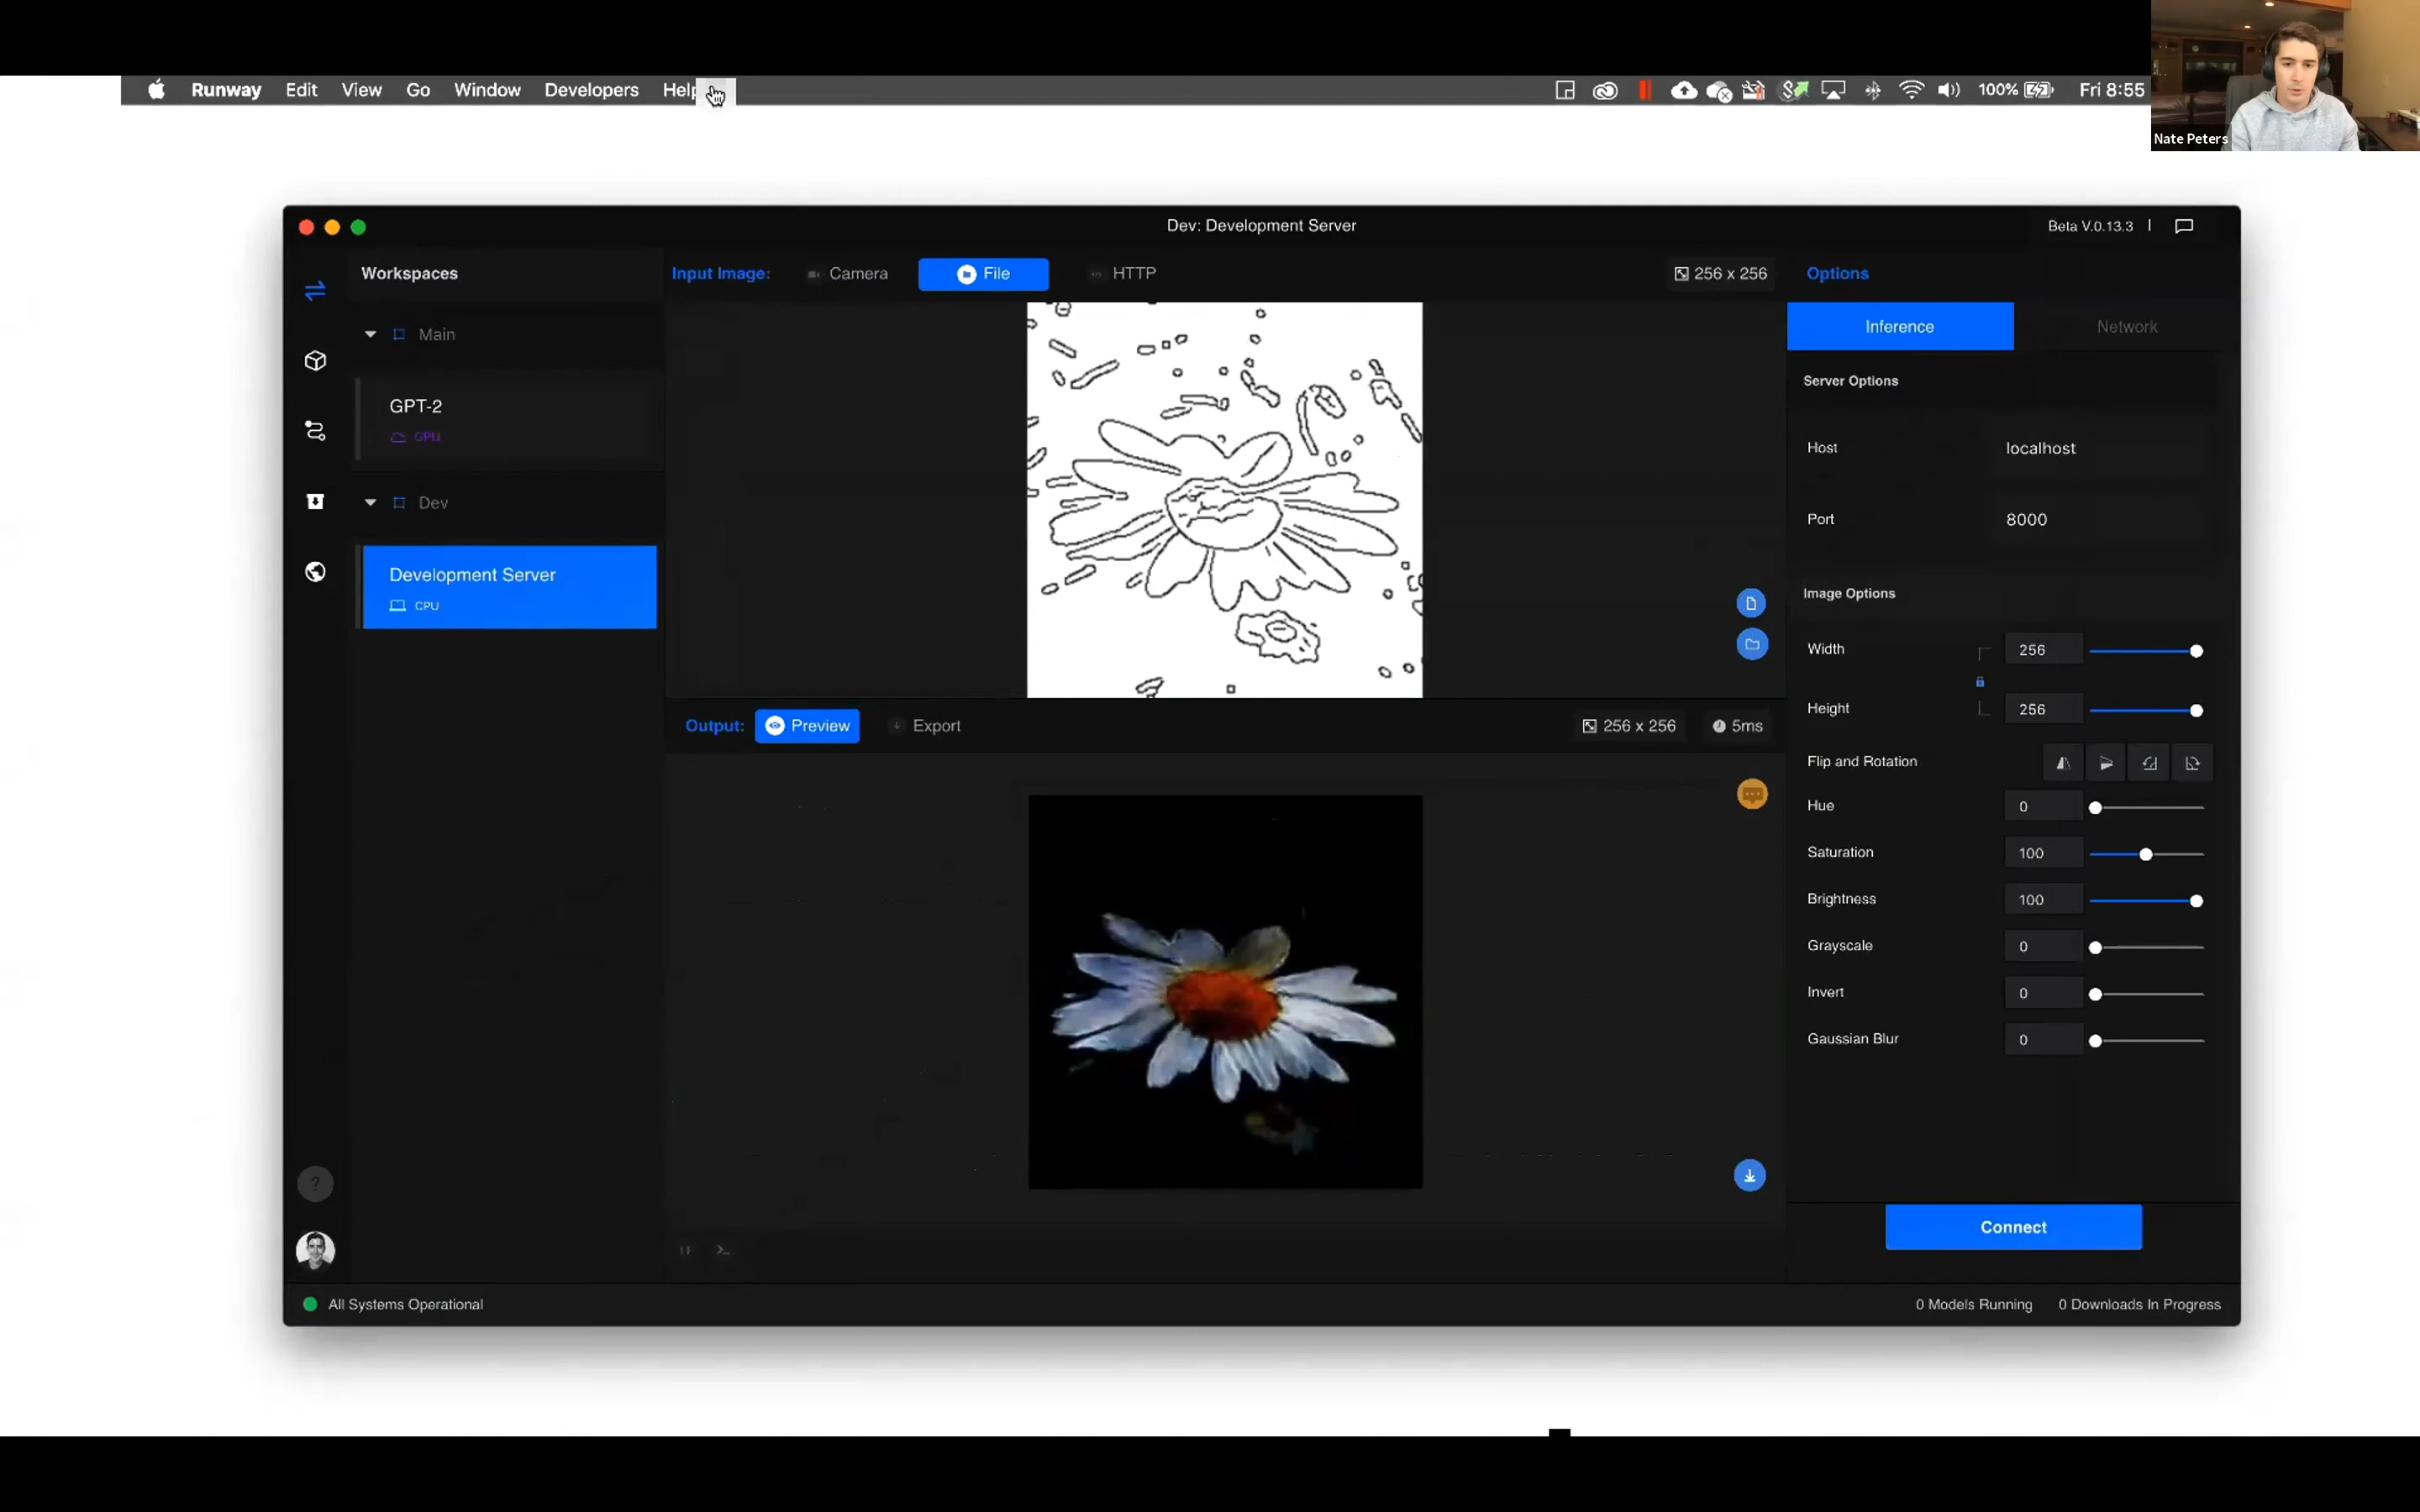 Runway Edit View Go Window Developers Help
100% Fri 8:55
Nate Peters
Dev: Development Server
Beta V.0.13.3
Workspaces
Main
GPT-2
GPU
Dev
Development Server
CPU
Input Image: Camera File HTTP
256 x 256
Output: Preview Export
256 x 256 5ms
Options
Inference Network
Server Options
Host localhost
Port 8000
Image Options
Width 256
Height 256
Flip and Rotation
Hue 0
Saturation 100
Brightness 100
Grayscale 0
Invert 0
Gaussian Blur 0
Connect
?
All Systems Operational
0 Models Running 0 Downloads In Progress